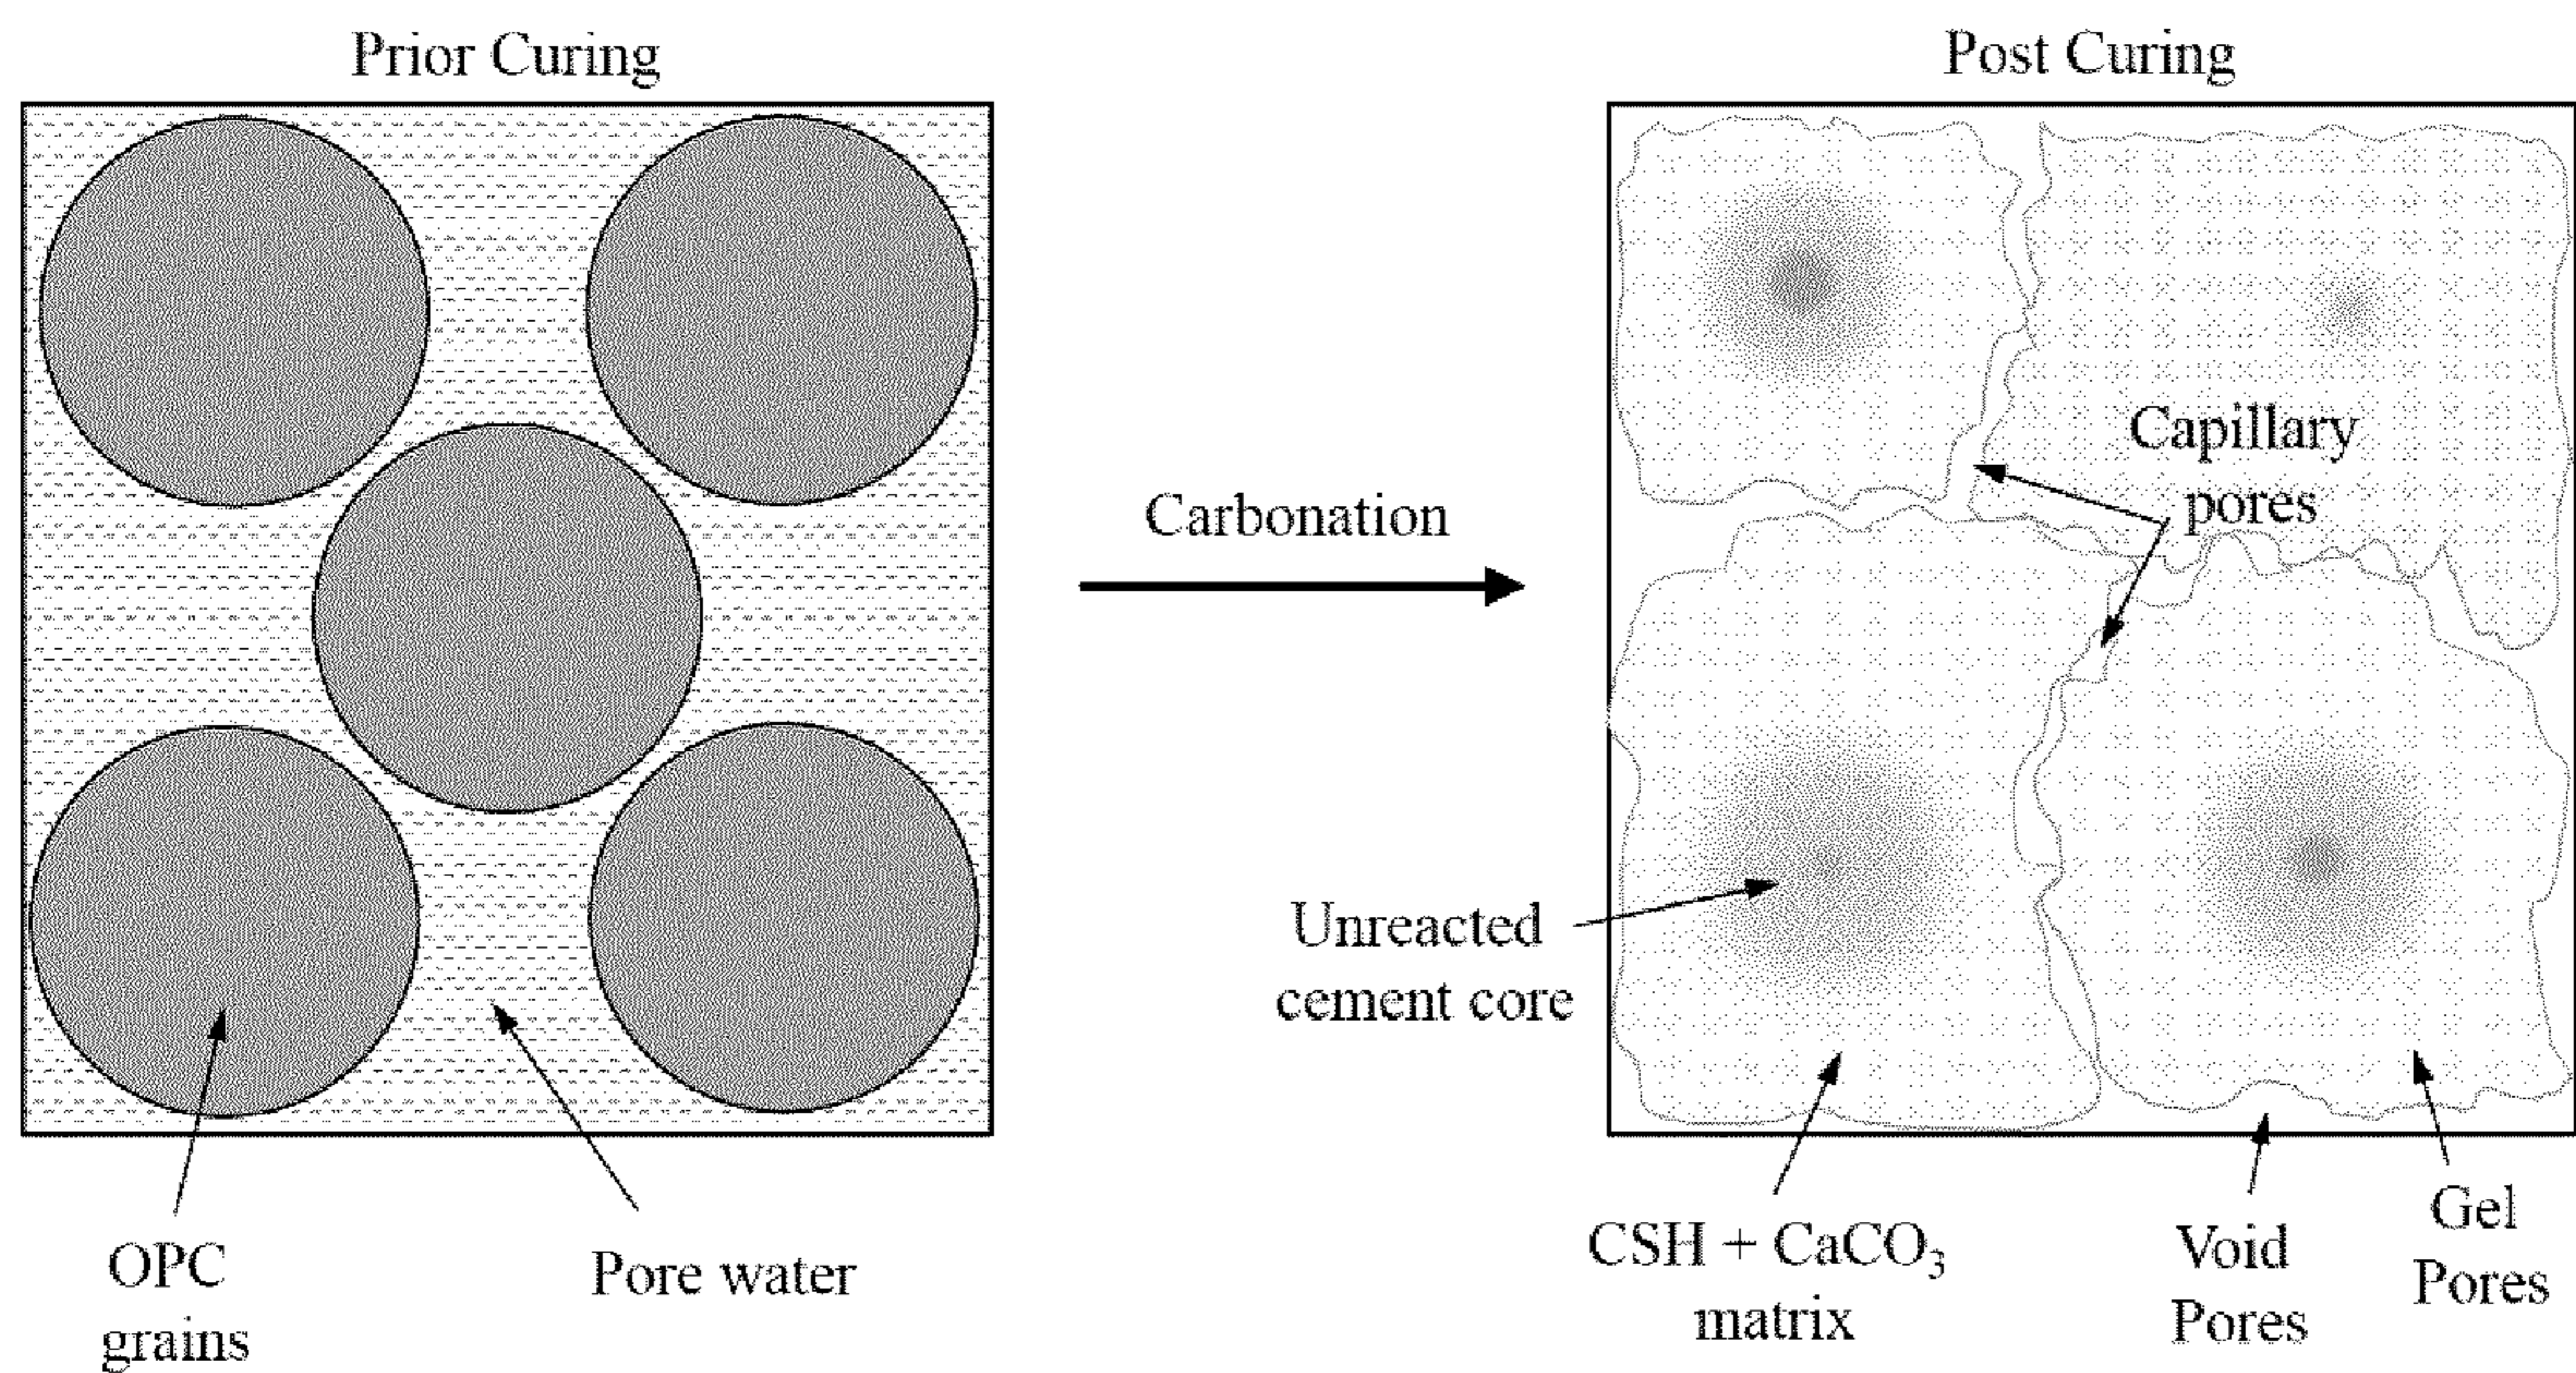 Prior Curing
Post Curing
Carbonation
Capillary
pores
Unreacted
cement core
OPC
grains
Pore water
CSH + CaCO₃
matrix
Void
Pores
Gel
Pores